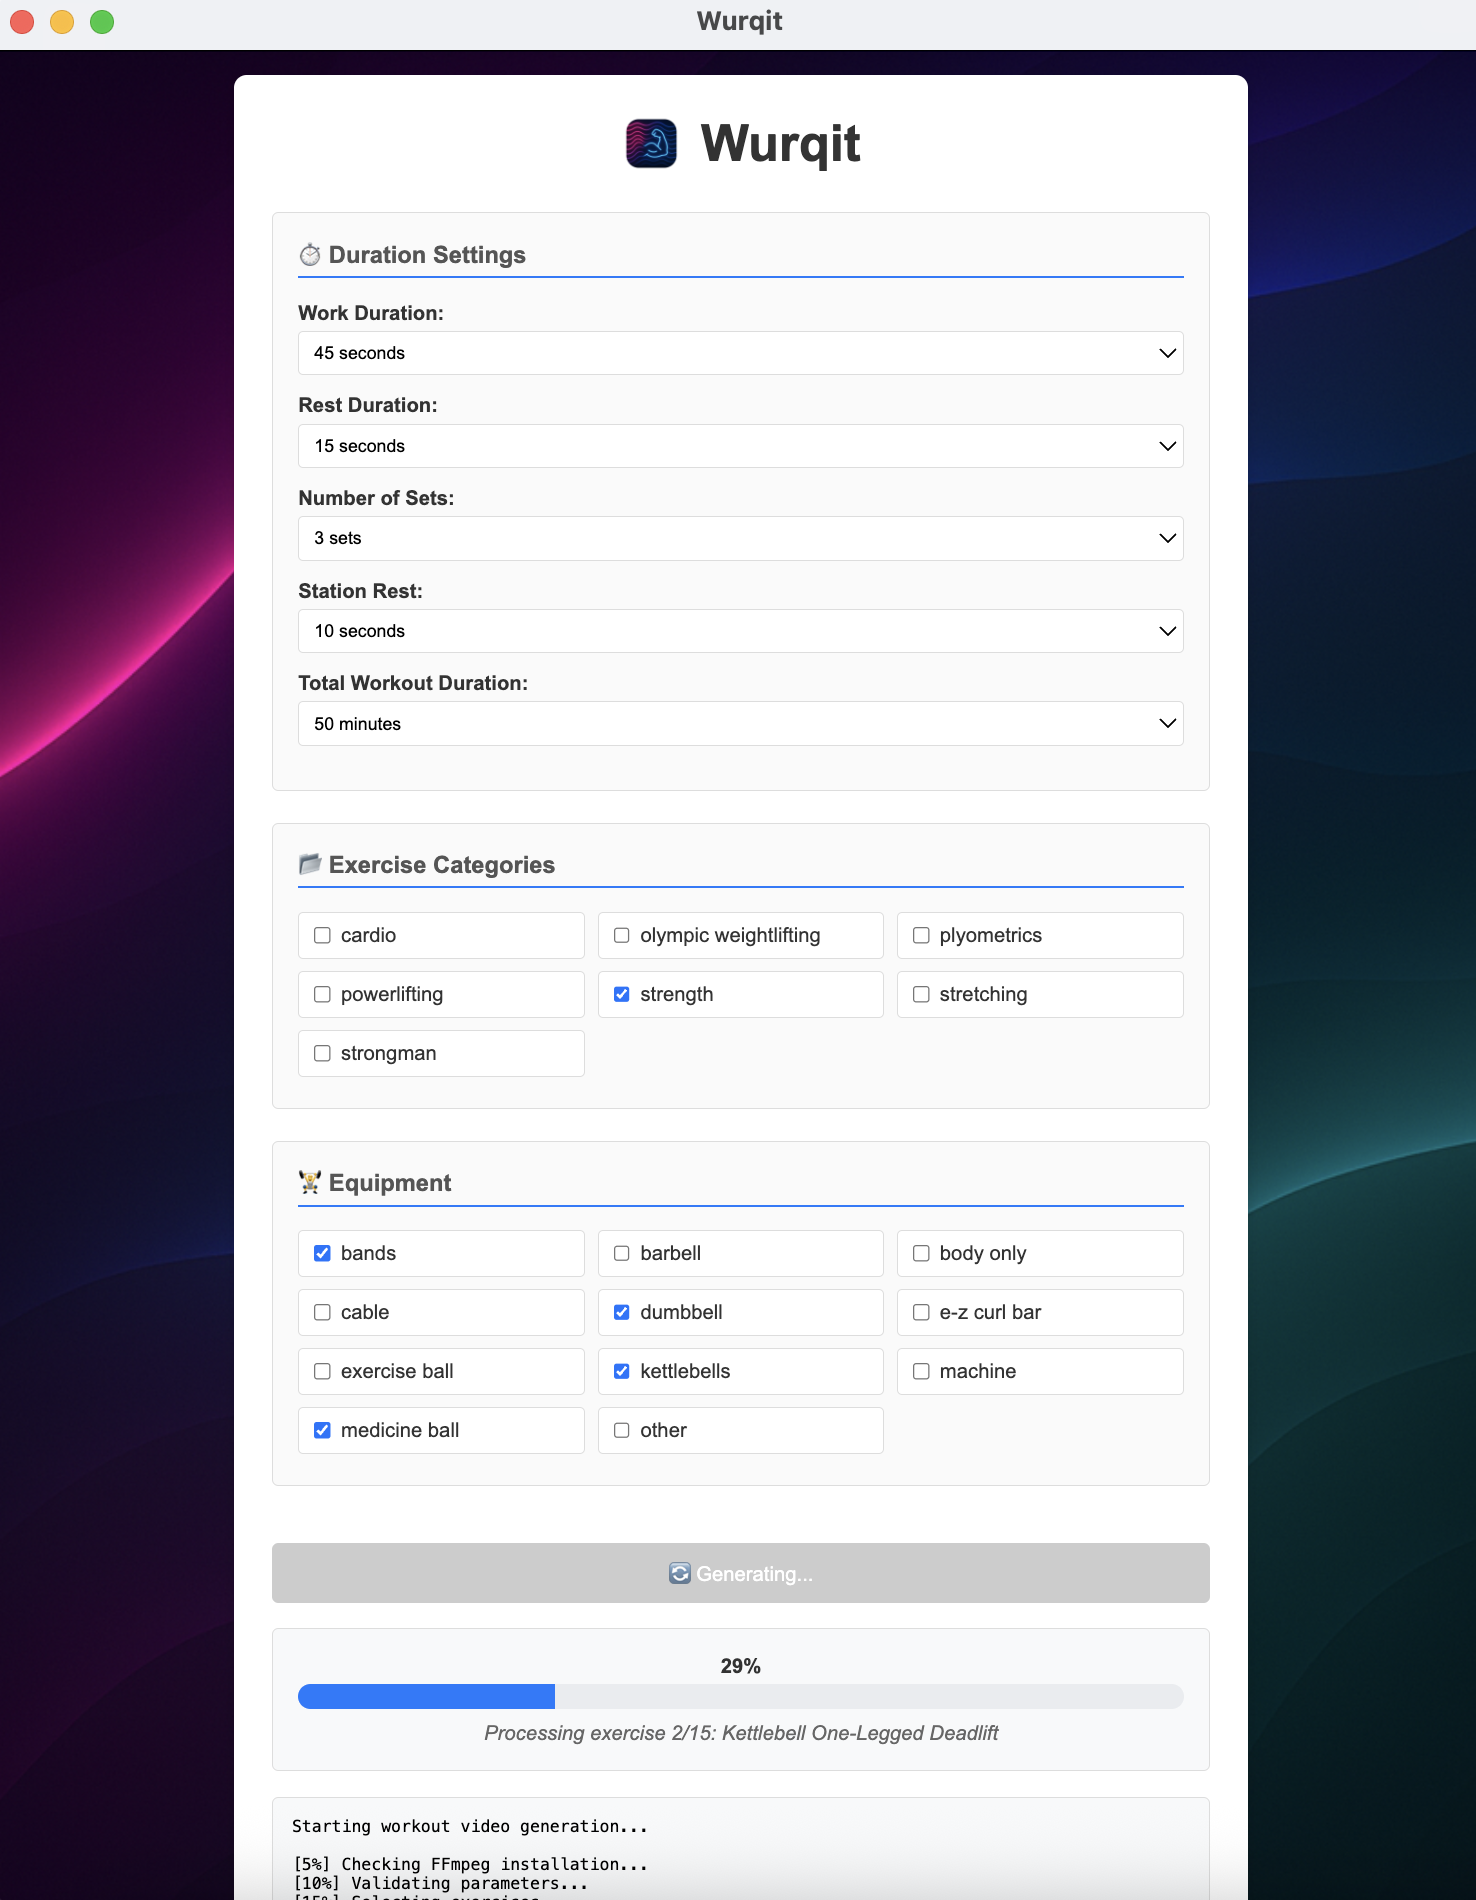 Wurqit
Wurqit
Duration Settings
Work Duration:
45 seconds
Rest Duration:
15 seconds
Number of Sets:
3 sets
Station Rest:
10 seconds
Total Workout Duration:
50 minutes
Exercise Categories
cardio
olympic weightlifting
plyometrics
powerlifting
strength
stretching
strongman
Equipment
bands
barbell
body only
cable
dumbbell
e-z curl bar
exercise ball
kettlebells
machine
medicine ball
other
Generating...
29%
Processing exercise 2/15: Kettlebell One-Legged Deadlift
Starting workout video generation...
[5%] Checking FFmpeg installation...
[10%] Validating parameters...
[15%] Selecting exercises